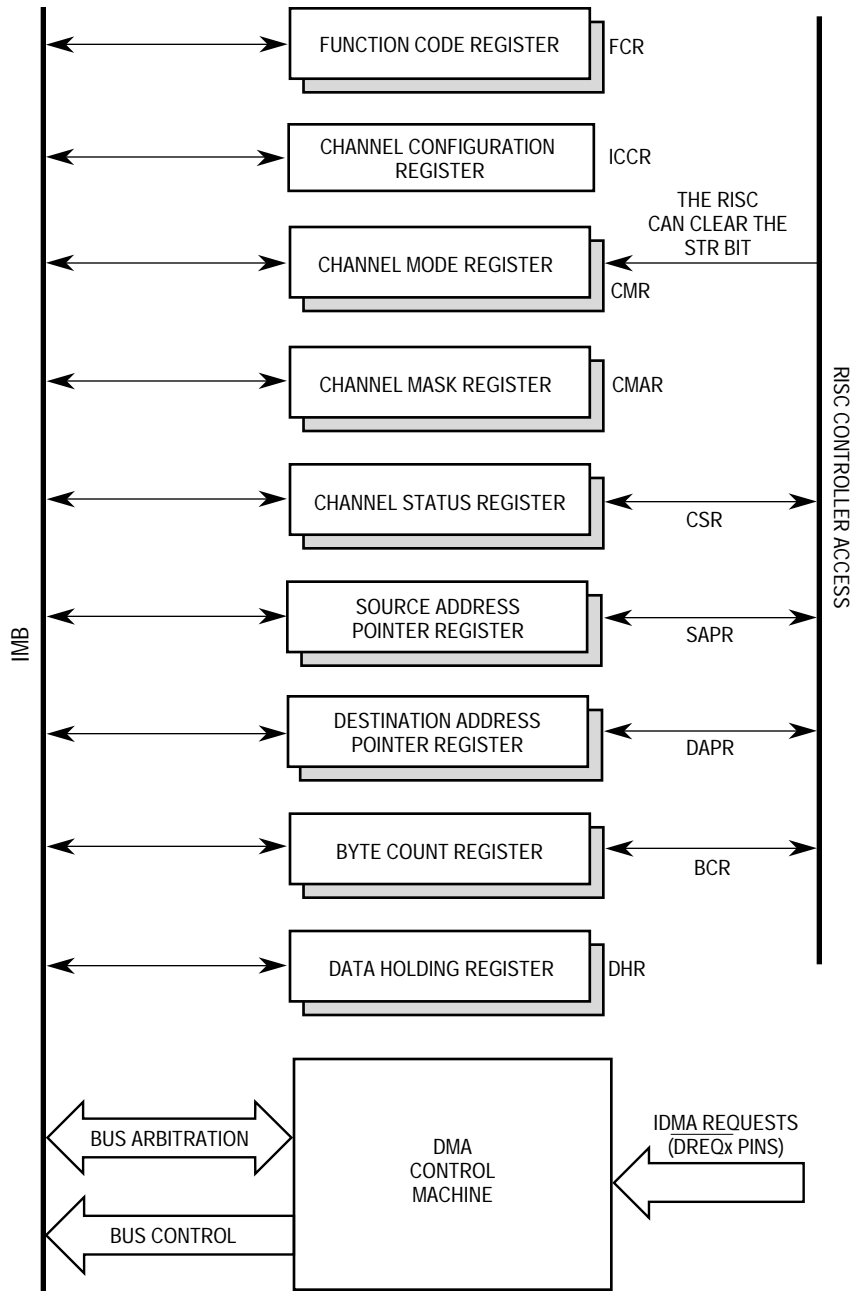 FUNCTION CODE REGISTER
FCR
CHANNEL CONFIGURATION
REGISTER
ICCR
THE RISC
CAN CLEAR THE
STR BIT
CHANNEL MODE REGISTER
CMR
CHANNEL MASK REGISTER
CMAR
RISC CONTROLLER ACCESS
CHANNEL STATUS REGISTER
CSR
IMB
SOURCE ADDRESS
POINTER REGISTER
SAPR
DESTINATION ADDRESS
POINTER REGISTER
DAPR
BYTE COUNT REGISTER
BCR
DATA HOLDING REGISTER
DHR
BUS ARBITRATION
DMA
CONTROL
MACHINE
IDMA REQUESTS
(DREQx PINS)
BUS CONTROL